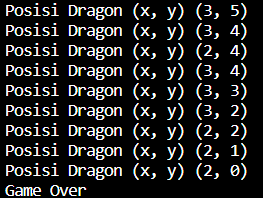 Posisi Dragon (x, y) (3, 5)
Posisi Dragon (x, y) (3, 4)
Posisi Dragon (x, y) (2, 4)
Posisi Dragon (x, y) (3, 4)
Posisi Dragon (x, y) (3, 3)
Posisi Dragon (x, y) (3, 2)
Posisi Dragon (x, y) (2, 2)
Posisi Dragon (x, y) (2, 1)
Posisi Dragon (x, y) (2, 0)
Game Over